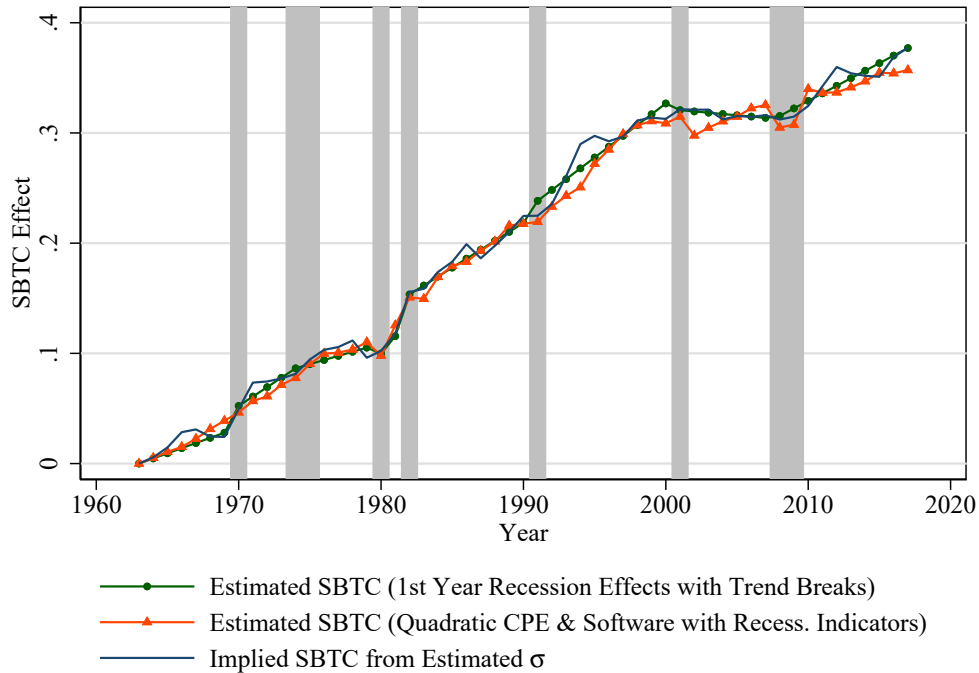 .4
.3
.2
.1
0
SBTC Effect
1960 1970 1980 1990 2000 2010 2020
Year
Estimated SBTC (1st Year Recession Effects with Trend Breaks)
Estimated SBTC (Quadratic CPE & Software with Recess. Indicators)
Implied SBTC from Estimated σ